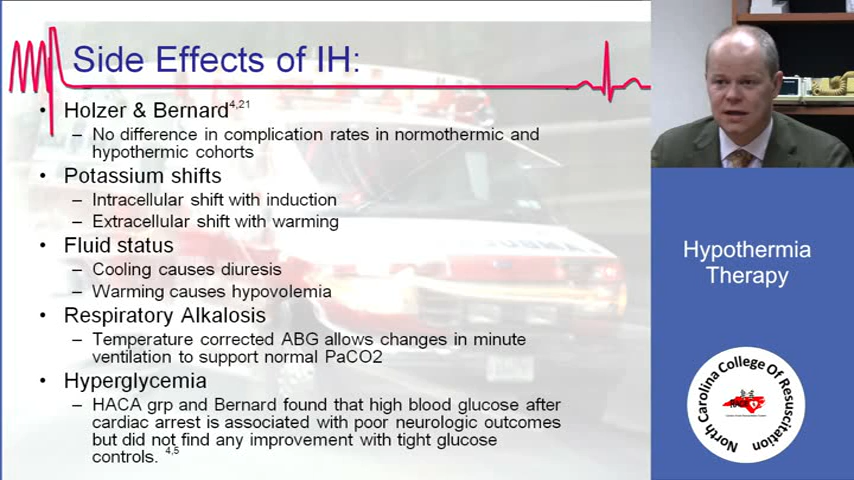 Side Effects of IH:
• Holzer & Bernard4,21
– No difference in complication rates in normothermic and
hypothermic cohorts
• Potassium shifts
– Intracellular shift with induction
– Extracellular shift with warming
• Fluid status
– Cooling causes diuresis
– Warming causes hypovolemia
• Respiratory Alkalosis
– Temperature corrected ABG allows changes in minute
ventilation to support normal PaCO2
• Hyperglycemia
– HACA grp and Bernard found that high blood glucose after
cardiac arrest is associated with poor neurologic outcomes
but did not find any improvement with tight glucose
controls. 4,5
Hypothermia
Therapy
North Carolina College Of Resuscitation